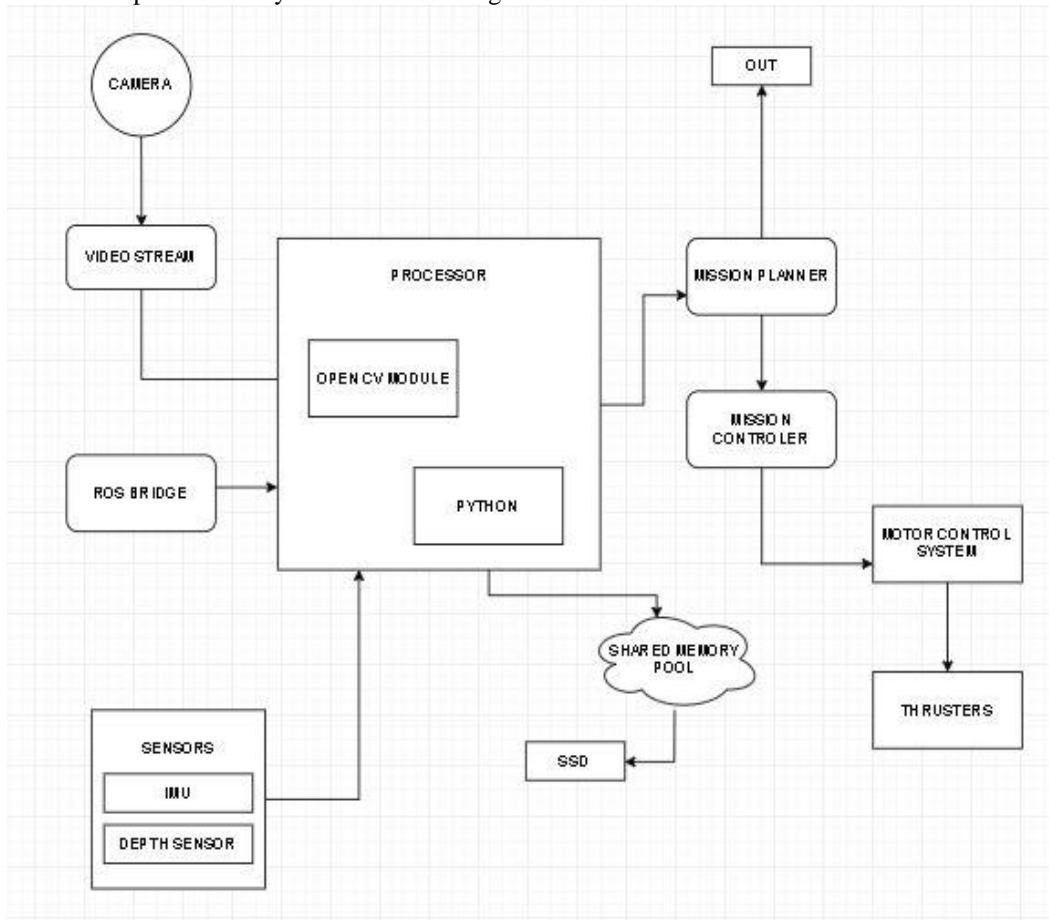 CAMERA
OUT
VIDEO STREAM
PROCESSOR
MISSION PLANNER
OPEN CV MODULE
MISSION
CONTROLER
ROS BRIDGE
PYTHON
MOTOR CONTROL
SYSTEM
SHARED MEMORY
POOL
THRUSTERS
SENSORS
SSD
IMU
DEPTH SENSOR